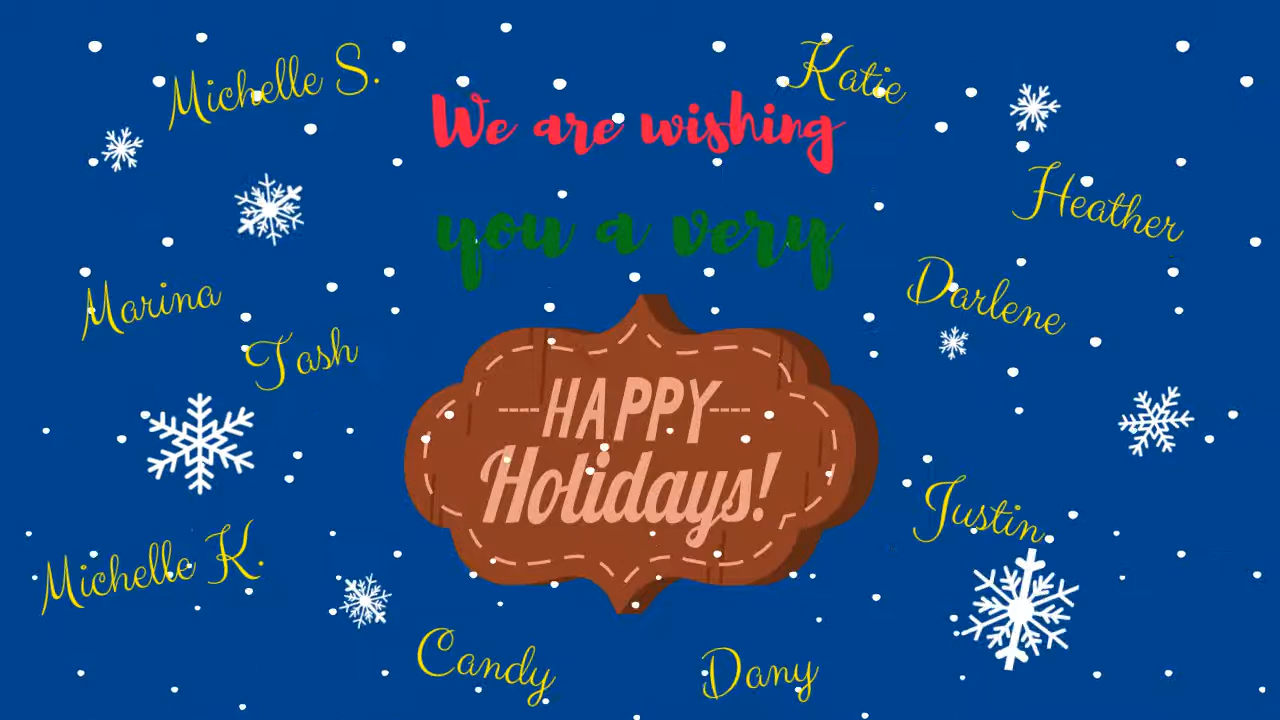 Michelle S.
Katie
We are wishing
Heather
you a very
Marina
Darlene
Tash
HAPPY
Holidays!
Justin
Michelle K.
Candy
Dany